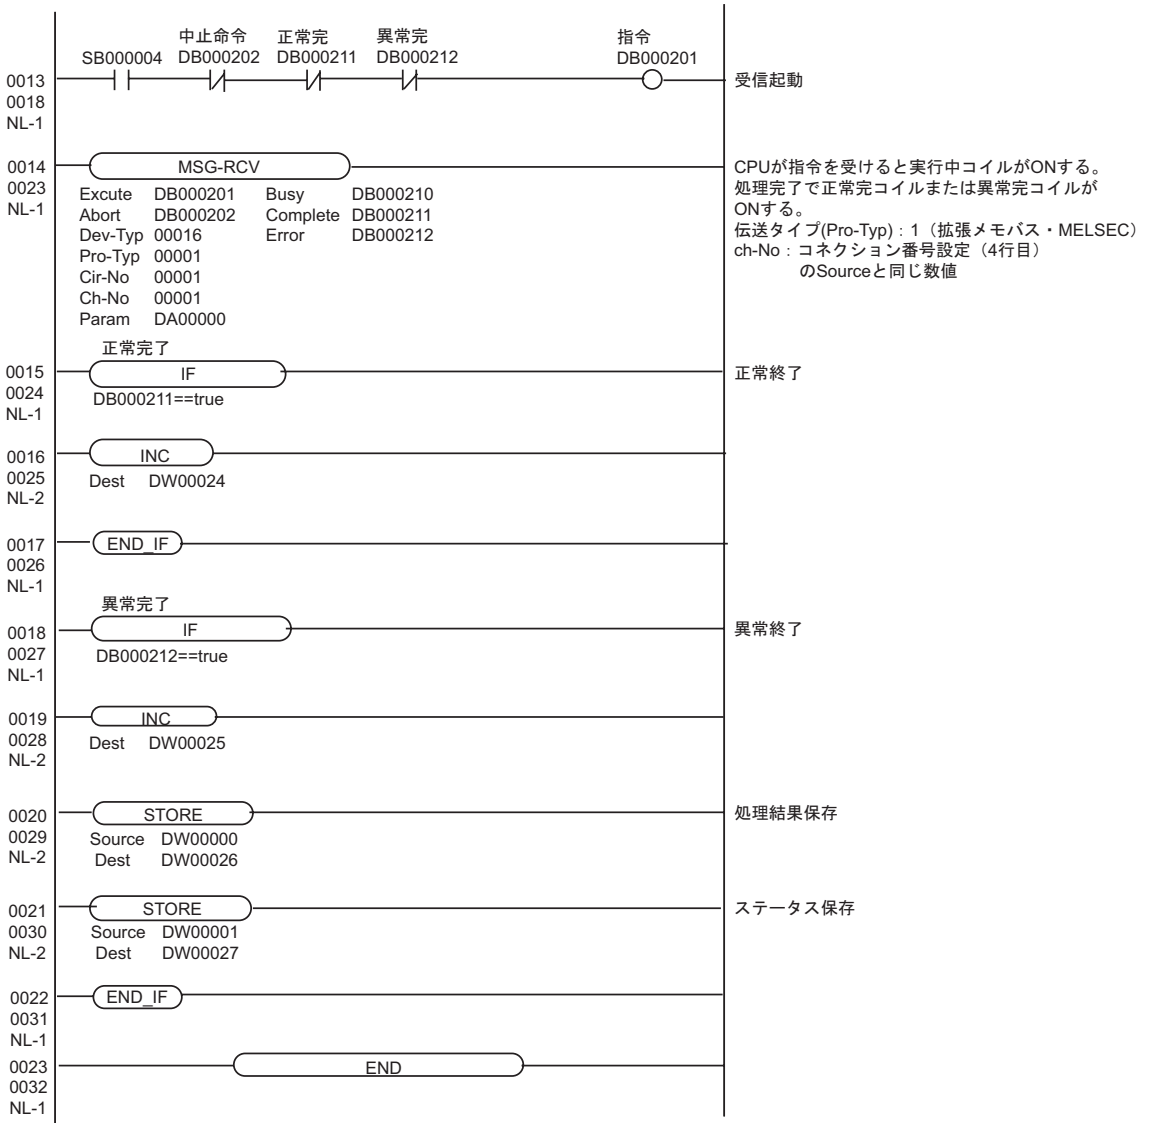 中止命令 正常完 異常完 指令
SB000004 DB000202 DB000211 DB000212 DB000201
0013 受信起動
0018
NL-1
0014 MSG-RCV CPUが指令を受けると実行中コイルがONする。
0023 Excute DB000201 Busy DB000210 処理完了で正常完コイルまたは異常完コイルが
NL-1 Abort DB000202 Complete DB000211 ONする。
Dev-Typ 00016 Error DB000212 伝送タイプ(Pro-Typ)：1（拡張メモバス・MELSEC）
Pro-Typ 00001 ch-No：コネクション番号設定（4行目）
Cir-No 00001 のSourceと同じ数値
Ch-No 00001
Param DA00000
正常完了
0015 IF 正常終了
0024 DB000211==true
NL-1
0016 INC
0025 Dest DW00024
NL-2
0017 END_IF
0026
NL-1
異常完了
0018 IF 異常終了
0027 DB000212==true
NL-1
0019 INC
0028 Dest DW00025
NL-2
0020 STORE 処理結果保存
0029 Source DW00000
NL-2 Dest DW00026
0021 STORE ステータス保存
0030 Source DW00001
NL-2 Dest DW00027
0022 END_IF
0031
NL-1
0023 END
0032
NL-1